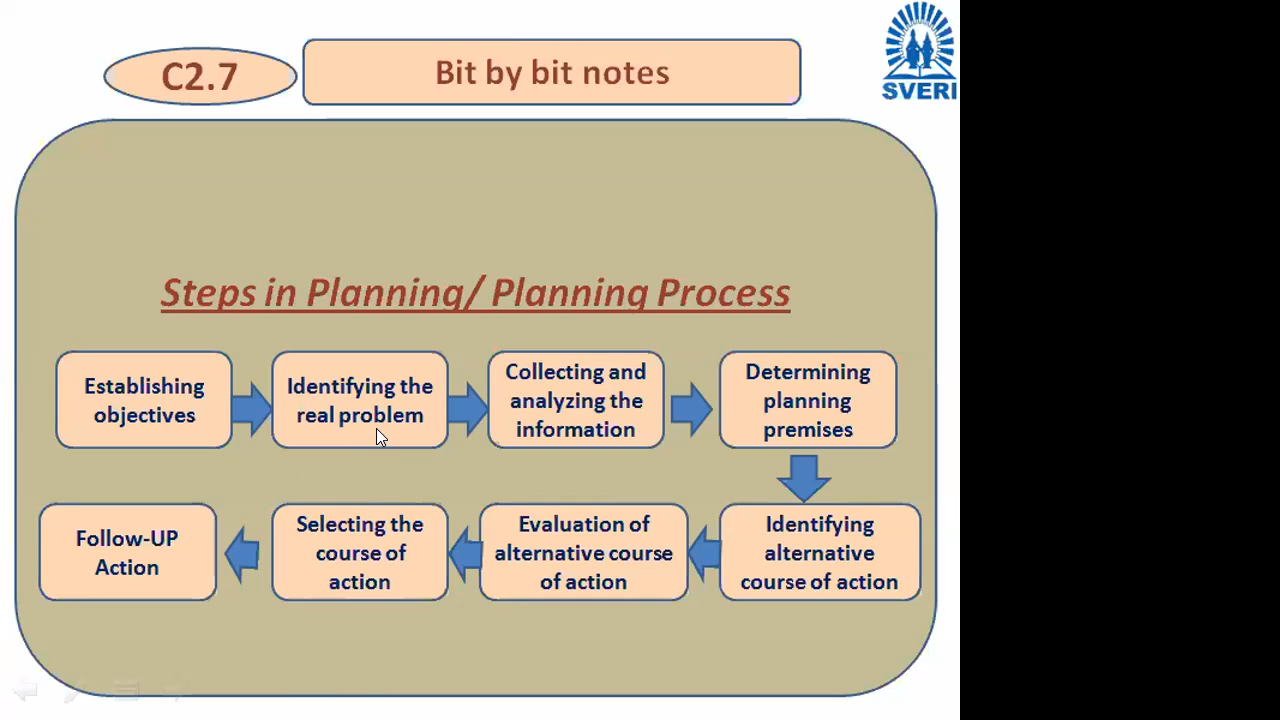 C2.7
Bit by bit notes
SVERI
Steps in Planning/ Planning Process
Establishing
objectives
Identifying the
real problem
Collecting and
analyzing the
information
Determining
planning
premises
Identifying
alternative
course of action
Evaluation of
alternative course
of action
Selecting the
course of
action
Follow-UP
Action